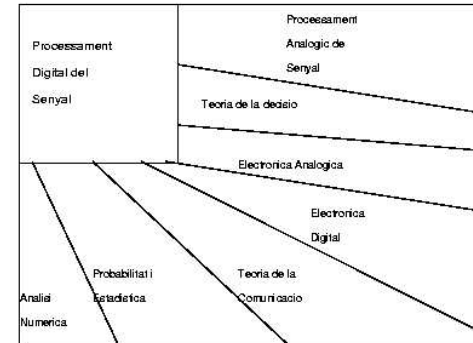 Processament
Digital del
Senyal
Processament
Analogic de
Senyal
Teoria de la decisio
Electronica Analogica
Electronica
Digital
Teoria de la
Comunicacio
Probabilitat i
Estadistica
Analisi
Numerica